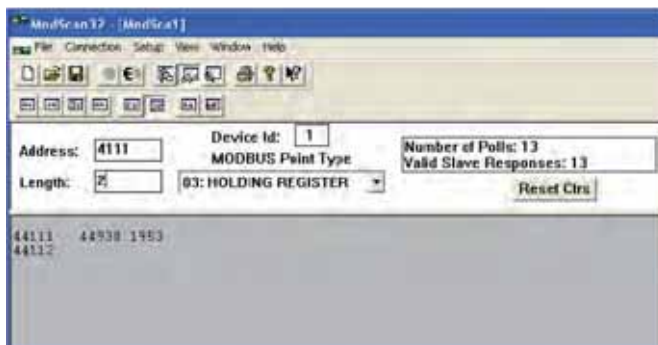 ModScan32 - [ModSca1]
File Connection Setup View Window Help
Address: 4111
Device Id: 1
MODBUS Point Type
Number of Polls: 13
Valid Slave Responses: 13
Length: 2
03: HOLDING REGISTER
Reset Ctrs
44111 44930.1953
44112